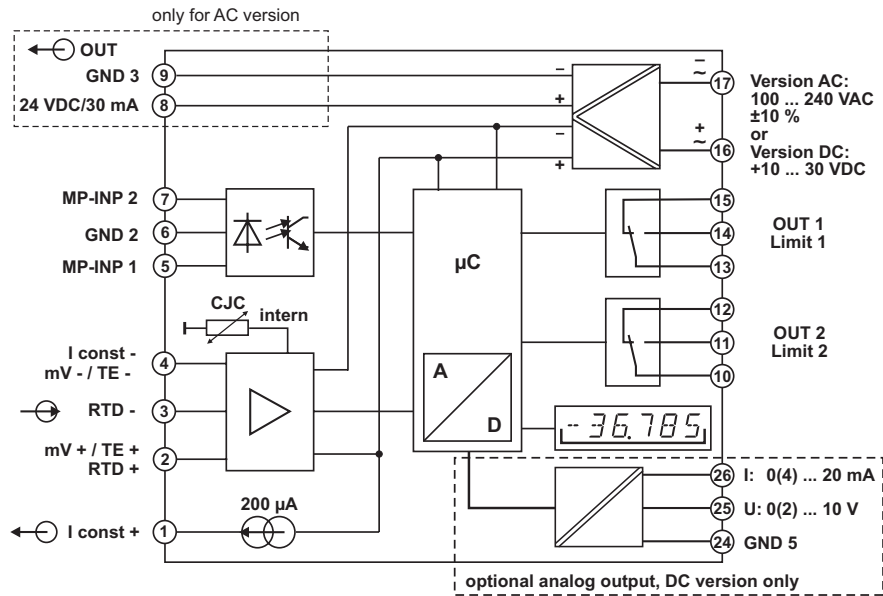 only for AC version
OUT
GND 3
9
24 VDC/30 mA
8
MP-INP 2
7
GND 2
6
MP-INP 1
5
CJC
intern
I const -
mV - / TE -
4
RTD -
3
mV + / TE +
RTD +
2
200 µA
I const +
1
−
+
−
+
µC
A
D
− ~
17
+ ~
16
Version AC:
100 ... 240 VAC
±10 %
or
Version DC:
+10 ... 30 VDC
15
14
13
OUT 1
Limit 1
12
11
10
OUT 2
Limit 2
-36.785
26
I: 0(4) ... 20 mA
25
U: 0(2) ... 10 V
24
GND 5
optional analog output, DC version only